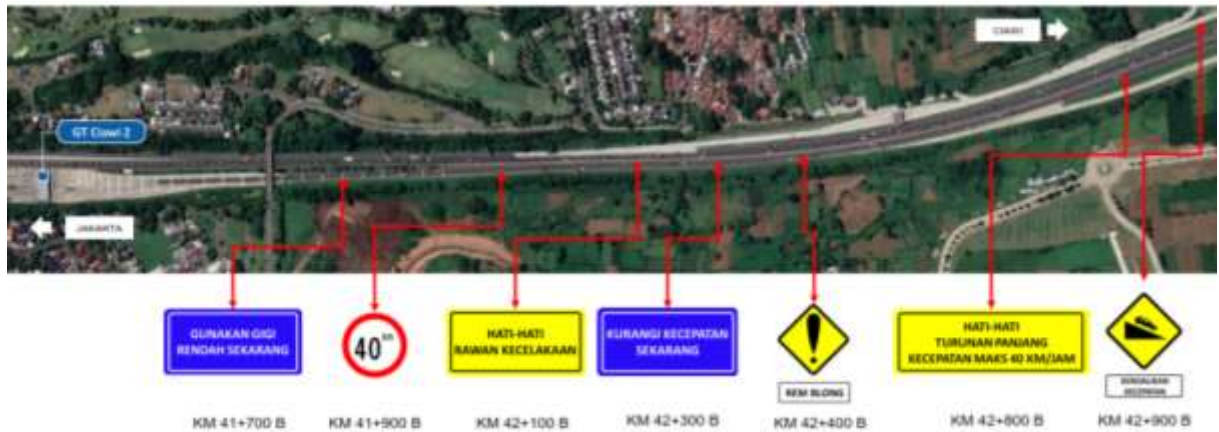 CIAWI
GT Ciawi 2
JAKARTA
GUNAKAN GIGI
RENDAH SEKARANG
40 km
HATI-HATI
RAWAN KECELAKAAN
KURANGI KECEPATAN
SEKARANG
REM BLONG
HATI-HATI
TURUNAN PANJANG
KECEPATAN MAKS 40 KM/JAM
KECEPATAN
KM 41+700 B
KM 41+900 B
KM 42+100 B
KM 42+300 B
KM 42+400 B
KM 42+800 B
KM 42+900 B